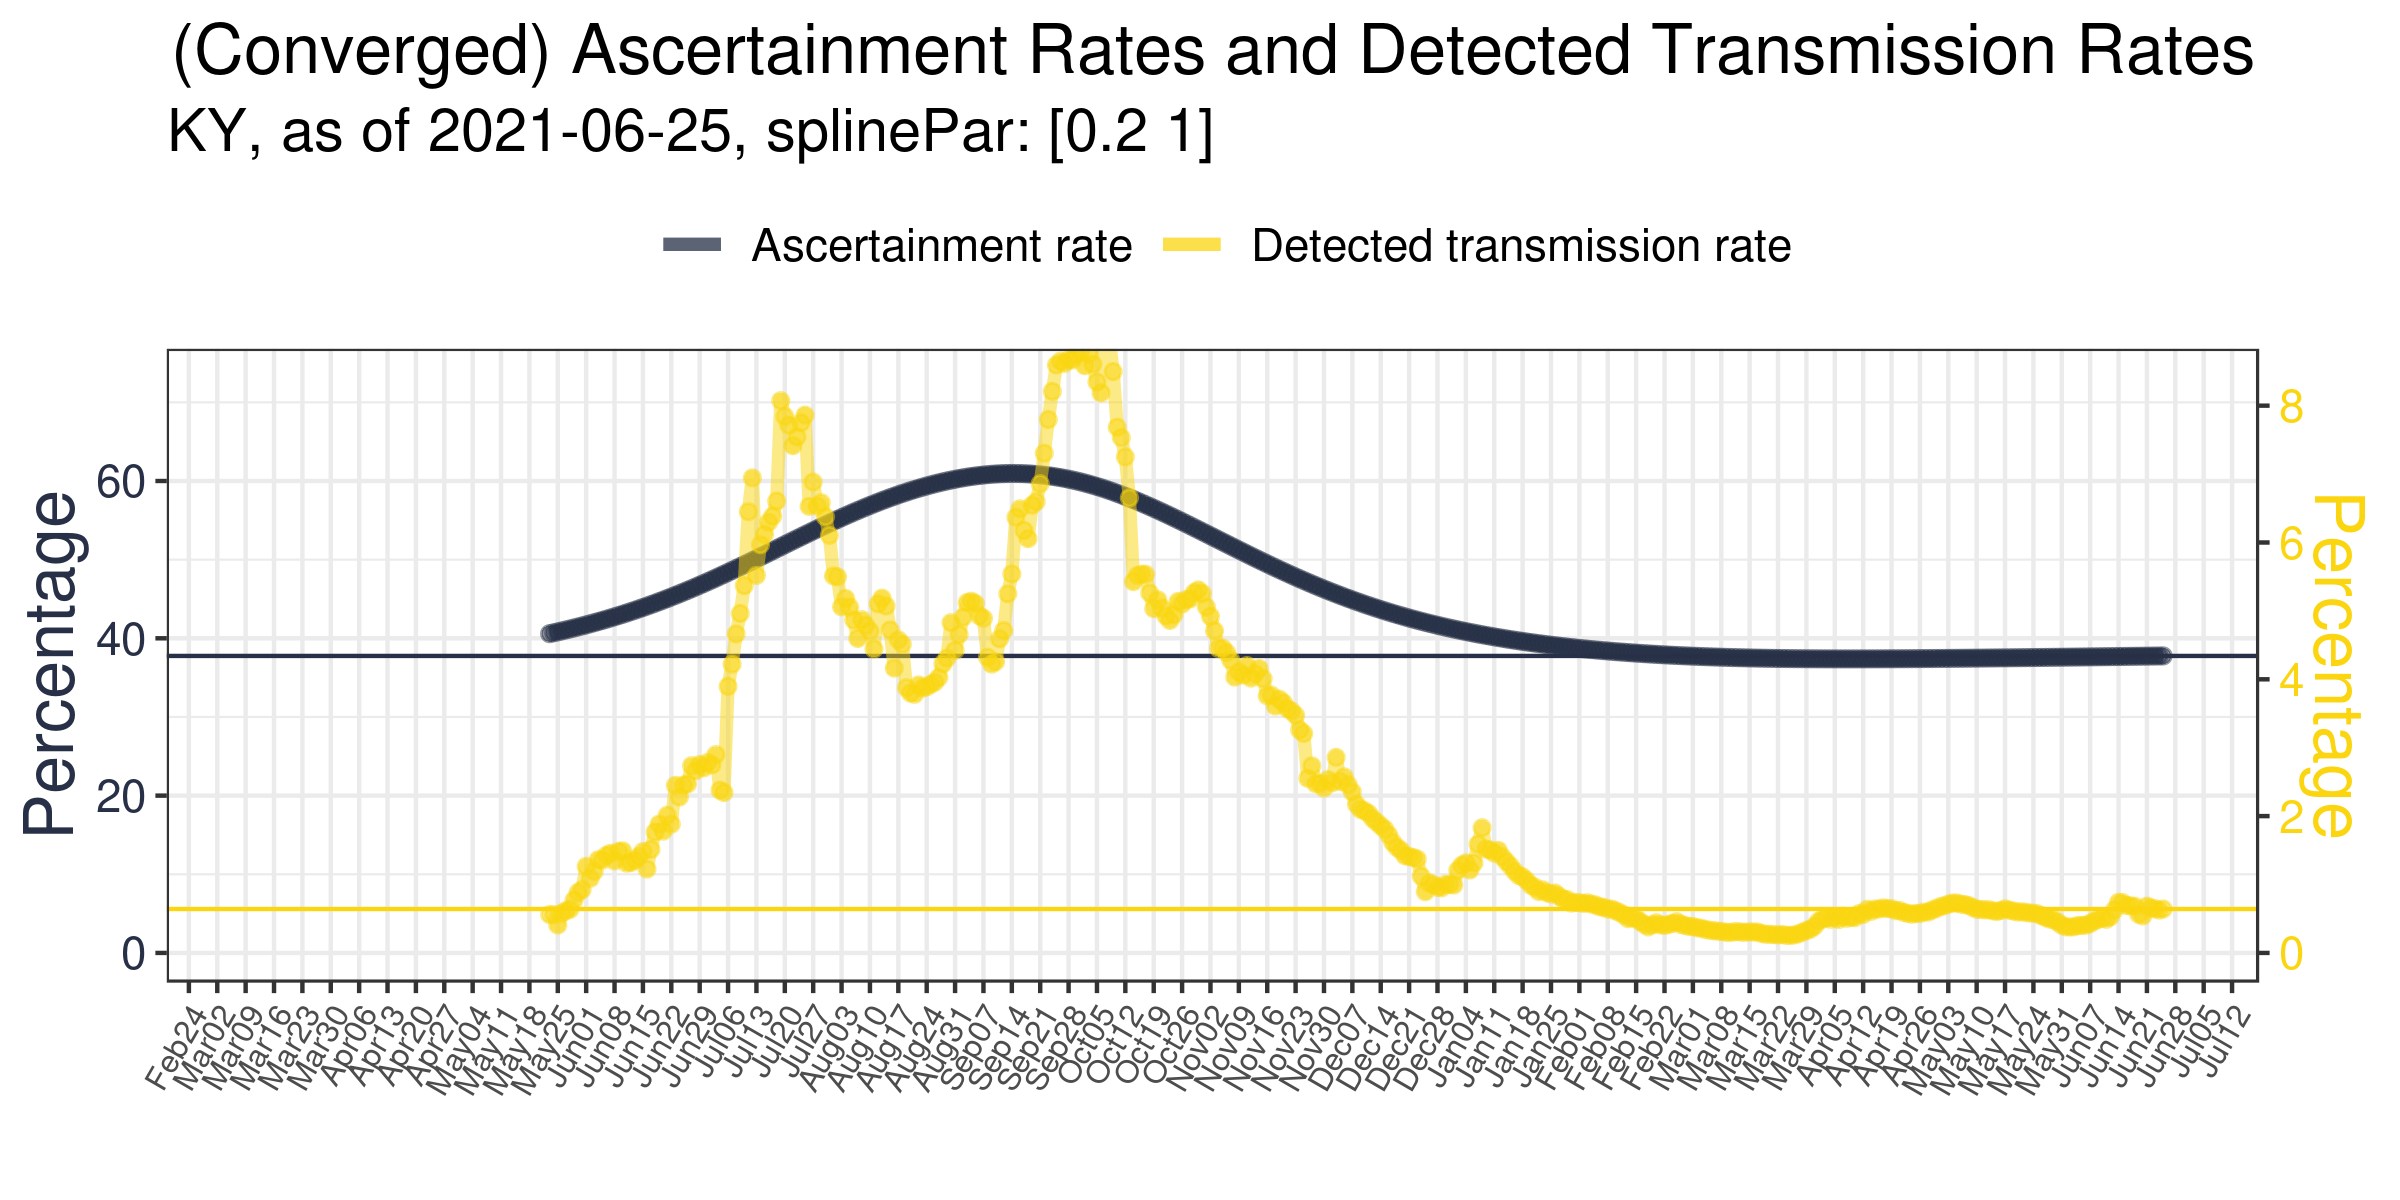 (Converged) Ascertainment Rates and Detected Transmission Rates
KY, as of 2021-06-25, splinePar: [0.2 1]
Ascertainment rate
Detected transmission rate
Percentage
60
40
20
0
8
6
4
2
0
Percentage
Feb24
Mar02
Mar09
Mar16
Mar23
Mar30
Apr06
Apr13
Apr20
Apr27
May04
May11
May18
May25
Jun01
Jun08
Jun15
Jun22
Jun29
Jul06
Jul13
Jul20
Jul27
Aug03
Aug10
Aug17
Aug24
Aug31
Sep07
Sep14
Sep21
Sep28
Oct05
Oct12
Oct19
Oct26
Nov02
Nov09
Nov16
Nov23
Nov30
Dec07
Dec14
Dec21
Dec28
Jan04
Jan11
Jan18
Jan25
Feb01
Feb08
Feb15
Feb22
Mar01
Mar08
Mar15
Mar22
Mar29
Apr05
Apr12
Apr19
Apr26
May03
May10
May17
May24
May31
Jun07
Jun14
Jun21
Jun28
Jul05
Jul12